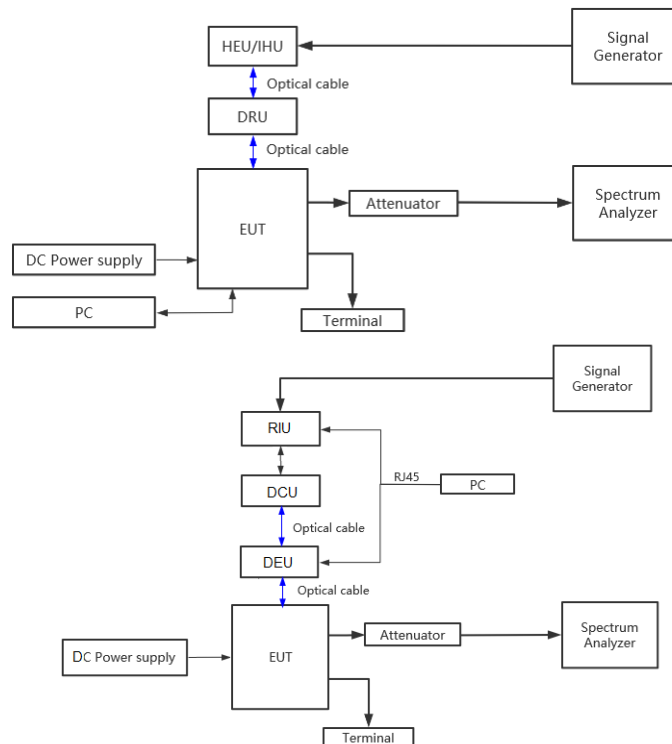 HEU/IHU
Signal
Generator
Optical cable
DRU
Optical cable
EUT
Attenuator
Spectrum
Analyzer
DC Power supply
PC
Terminal
Signal
Generator
RIU
RJ45
PC
DCU
Optical cable
DEU
Optical cable
EUT
Attenuator
Spectrum
Analyzer
DC Power supply
Terminal